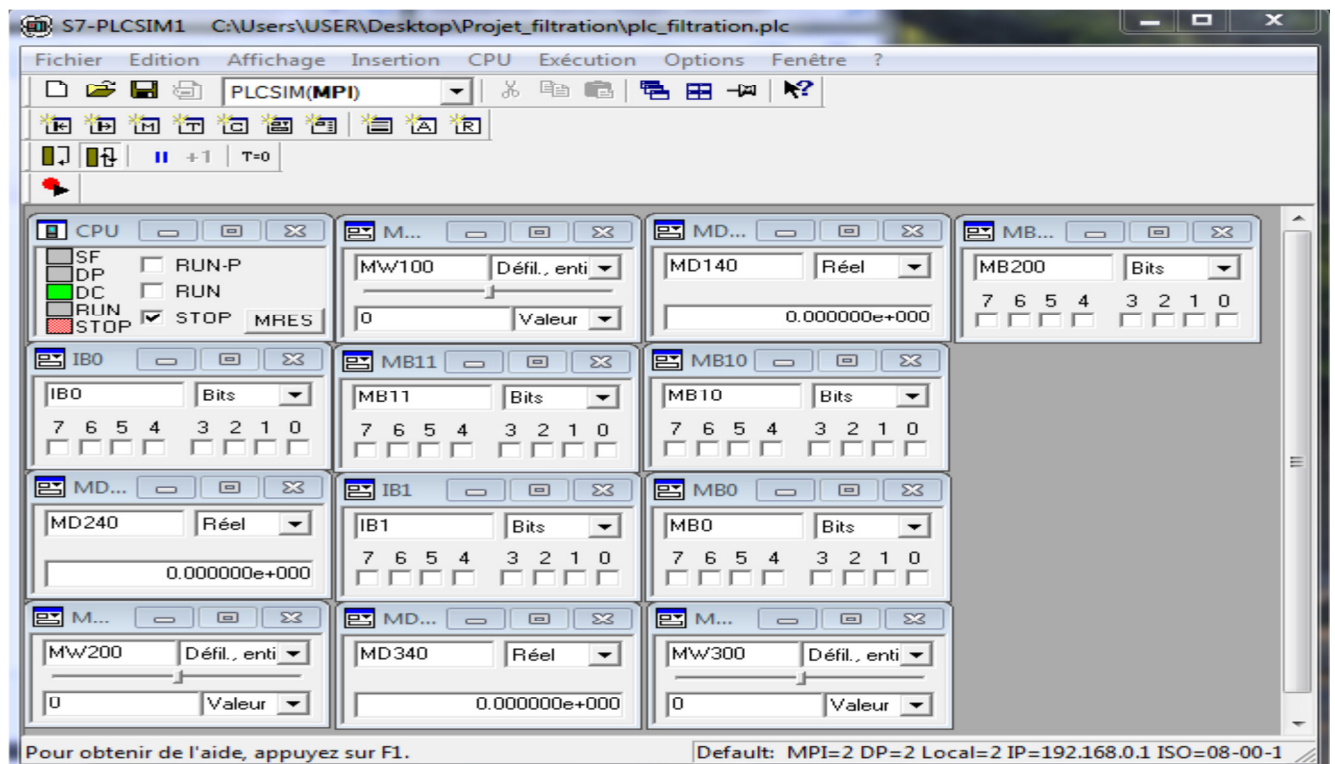 S7-PLCSIM1 C:\Users\USER\Desktop\Projet_filtration\plc_filtration.plc
Fichier Edition Affichage Insertion CPU Exécution Options Fenêtre ?
PLCSIM(MPI)
+1 T=0
CPU
SF
DP
DC
RUN
STOP
RUN-P
RUN
STOP MRES
M...
MW100 Défil., enti
0 Valeur
MD...
MD140 Réel
0.000000e+000
MB...
MB200 Bits
7 6 5 4 3 2 1 0
IB0
IB0 Bits
7 6 5 4 3 2 1 0
MB11
MB11 Bits
7 6 5 4 3 2 1 0
MB10
MB10 Bits
7 6 5 4 3 2 1 0
MD...
MD240 Réel
0.000000e+000
IB1
IB1 Bits
7 6 5 4 3 2 1 0
MB0
MB0 Bits
7 6 5 4 3 2 1 0
M...
MW200 Défil., enti
0 Valeur
MD...
MD340 Réel
0.000000e+000
M...
MW300 Défil., enti
0 Valeur
Pour obtenir de l'aide, appuyez sur F1.
Default: MPI=2 DP=2 Local=2 IP=192.168.0.1 ISO=08-00-1